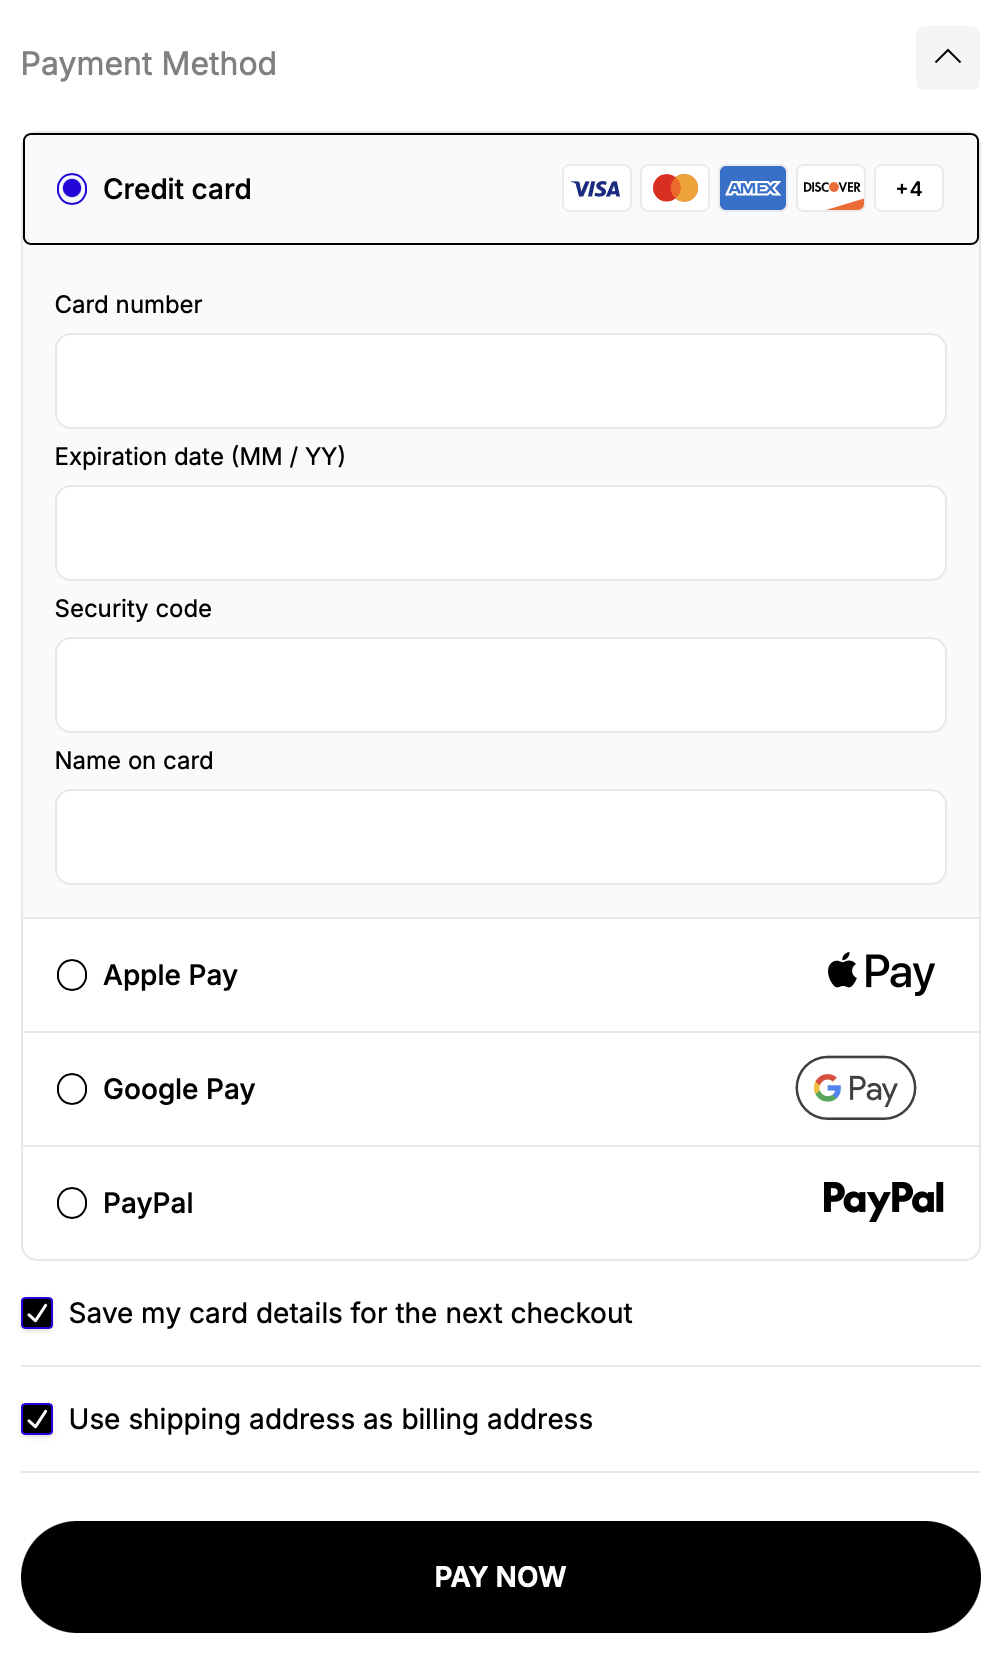 Payment Method
Credit card VISA AMEX DISCOVER +4
Card number
Expiration date (MM / YY)
Security code
Name on card
Apple Pay Pay
Google Pay G Pay
PayPal PayPal
Save my card details for the next checkout
Use shipping address as billing address
PAY NOW